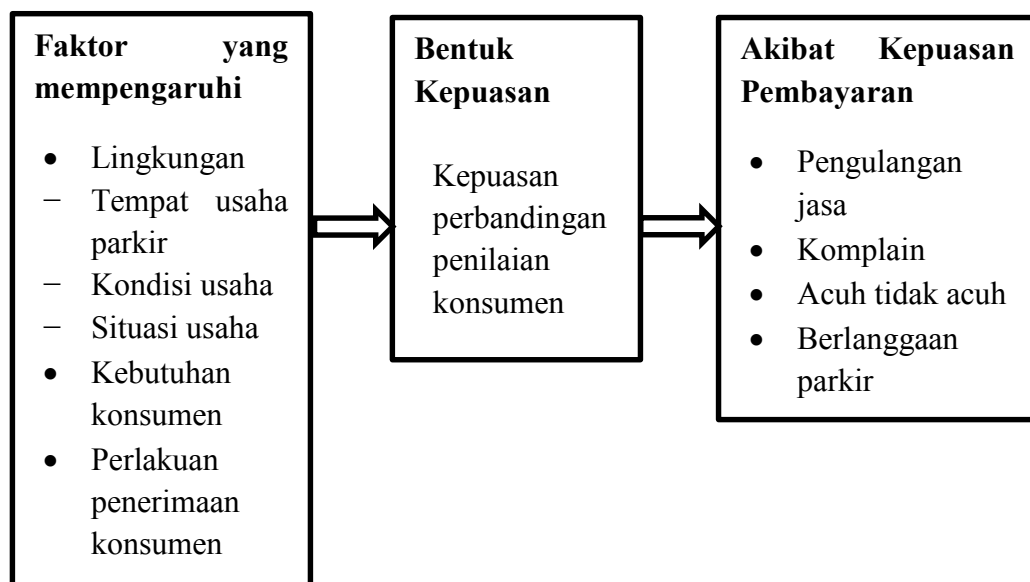 Faktor yang
mempengaruhi
• Lingkungan
− Tempat usaha
parkir
− Kondisi usaha
− Situasi usaha
• Kebutuhan
konsumen
• Perlakuan
penerimaan
konsumen
Bentuk
Kepuasan
Kepuasan
perbandingan
penilaian
konsumen
Akibat Kepuasan
Pembayaran
• Pengulangan
jasa
• Komplain
• Acuh tidak acuh
• Berlanggaan
parkir